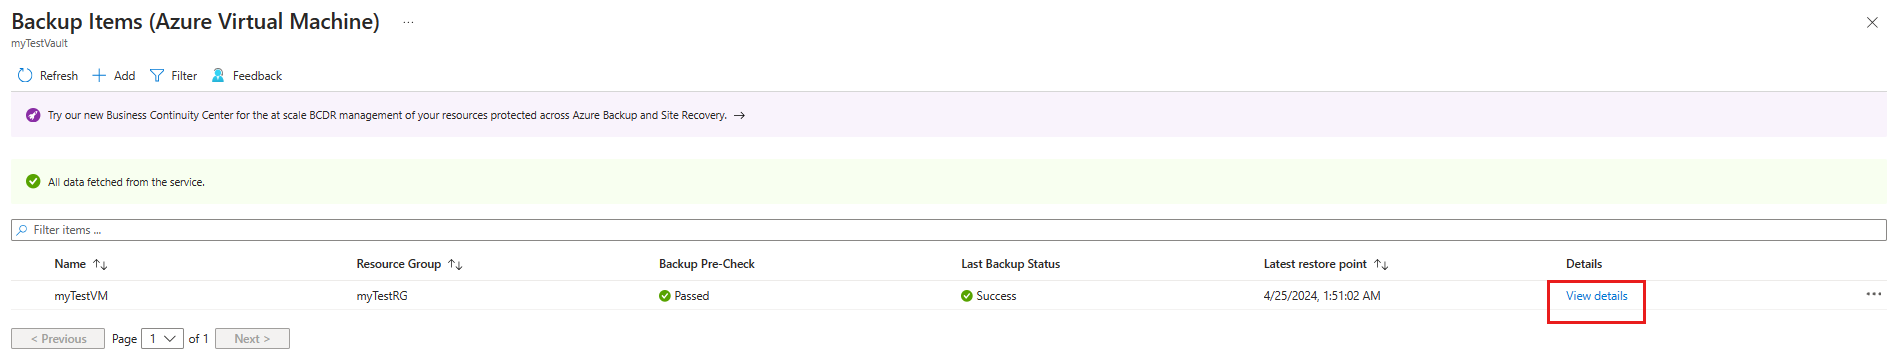 Backup Items (Azure Virtual Machine) ...
myTestVault
Refresh Add Filter Feedback
Try our new Business Continuity Center for the at scale BCDR management of your resources protected across Azure Backup and Site Recovery. →
All data fetched from the service.
Filter items ...
Name ↑↓ Resource Group ↑↓ Backup Pre-Check Last Backup Status Latest restore point ↑↓ Details
myTestVM myTestRG Passed Success 4/25/2024, 1:51:02 AM View details ...
< Previous Page 1 of 1 Next >